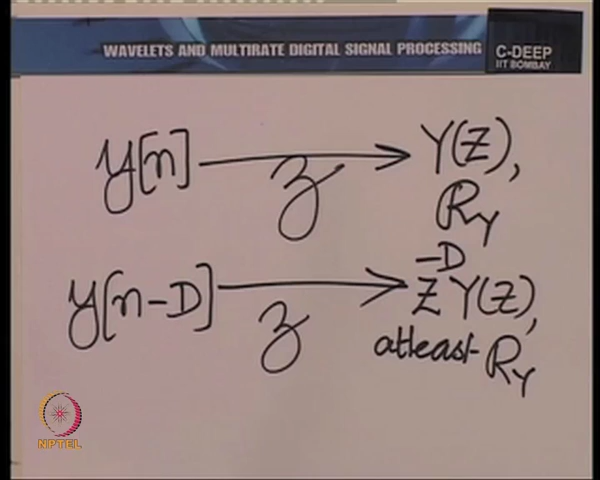 WAVELETS AND MULTIRATE DIGITAL SIGNAL PROCESSING
C-DEEP
IIT BOMBAY
y[n] → Y(Z),
z
R_Y
y[n-D] → Z^{-D} Y(Z),
z
atleast R_Y
NPTEL